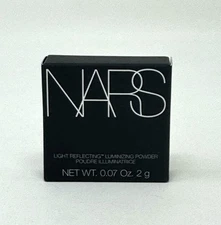 NARS
LIGHT REFLECTING™ LUMINIZING POWDER
POUDRE ILLUMINATRICE
NET WT. 0.07 Oz. 2 g